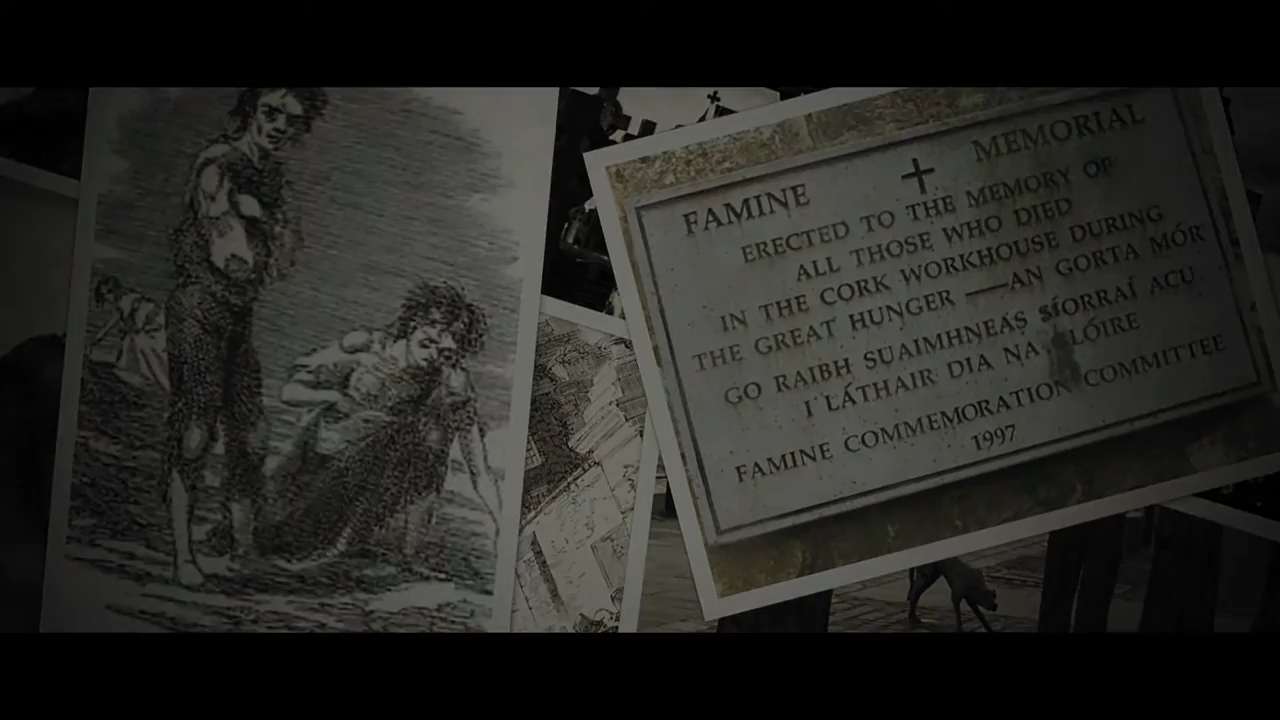 FAMINE MEMORIAL
ERECTED TO THE MEMORY OF
ALL THOSE WHO DIED
IN THE CORK WORKHOUSE DURING
THE GREAT HUNGER — AN GORTA MÓR
GO RAIBH SUAIMHNEAS SÍORRAÍ ACU
I LÁTHAIR DIA NA
FAMINE COMMEMORATION COMMITTEE
1997